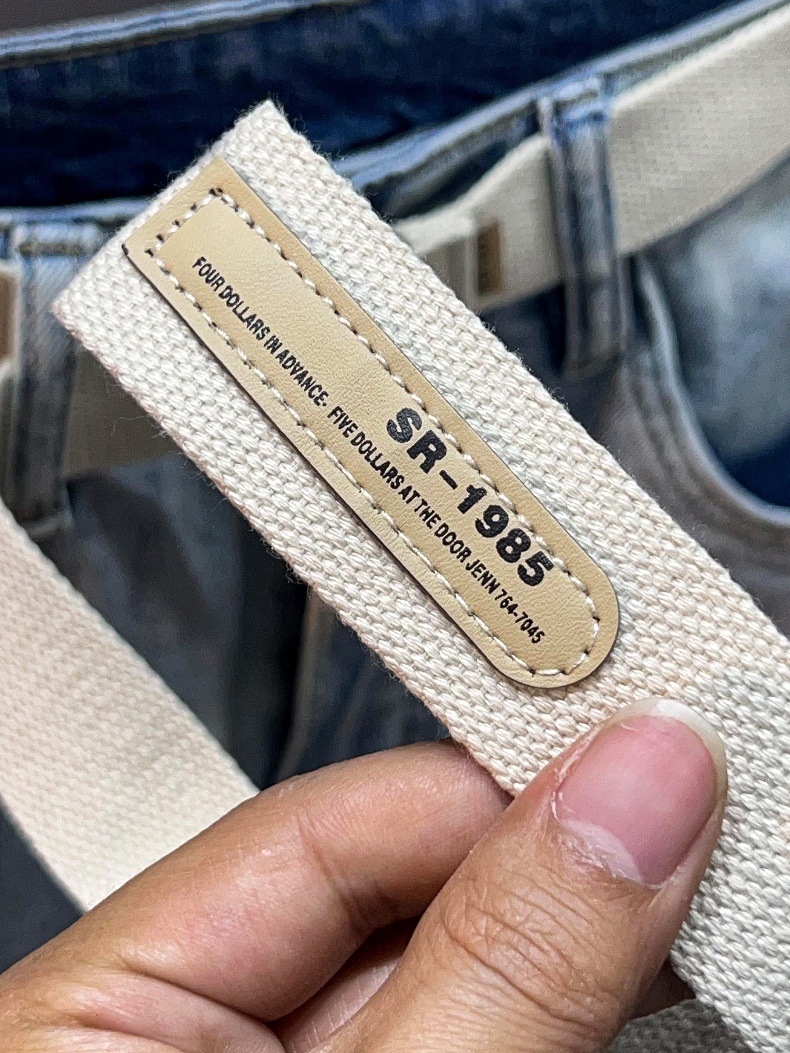 SR-1985
FOUR DOLLARS IN ADVANCE- FIVE DOLLARS AT THE DOOR JENN 764-7045